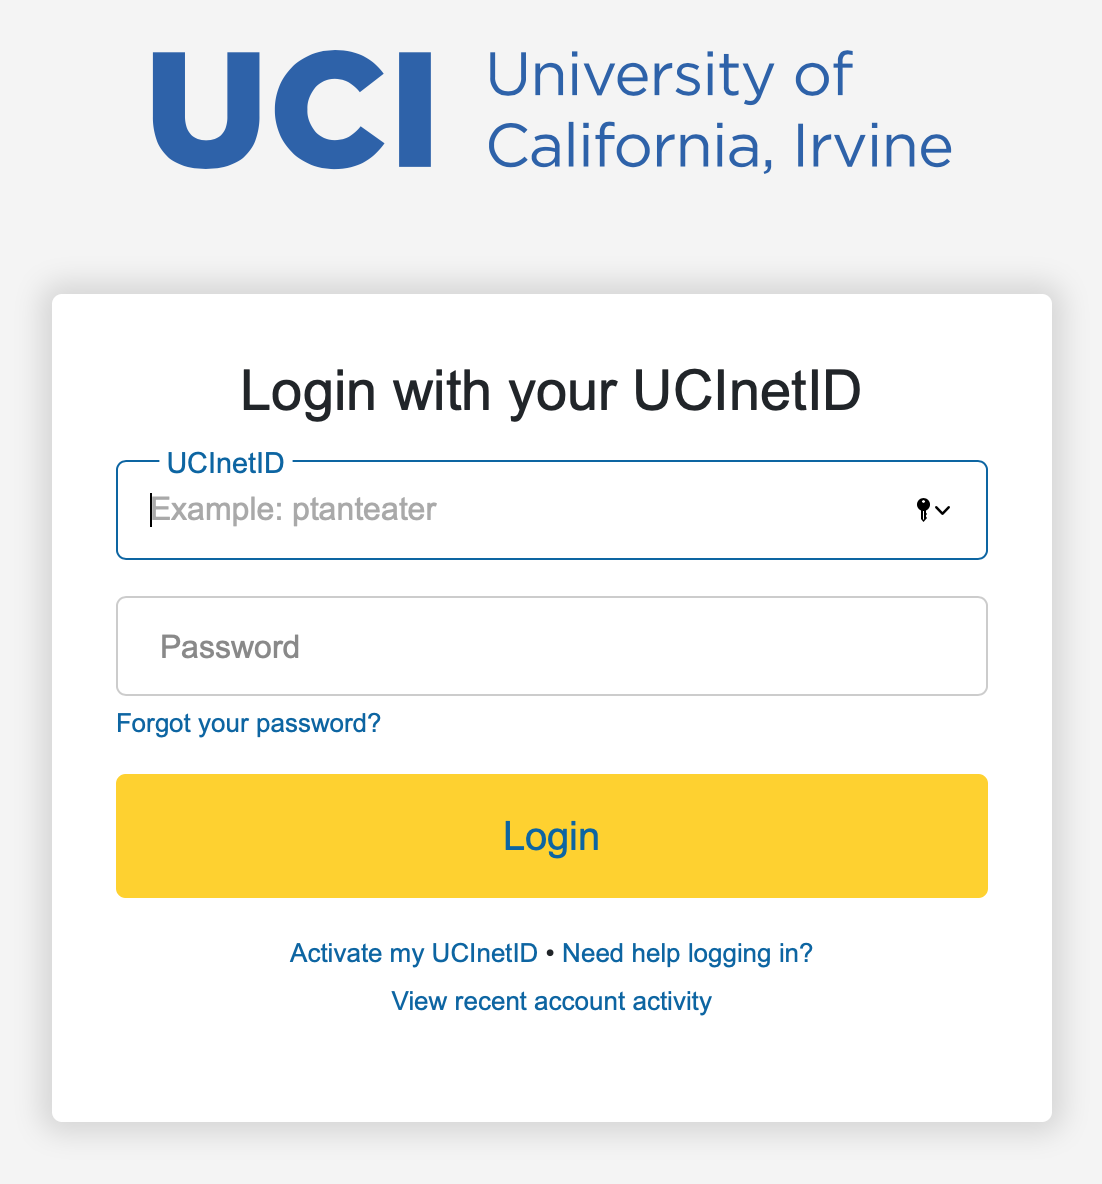 UCI
University of
California, Irvine
Login with your UCInetID
UCInetID
Example: ptanteater
Password
Forgot your password?
Login
Activate my UCInetID • Need help logging in?
View recent account activity